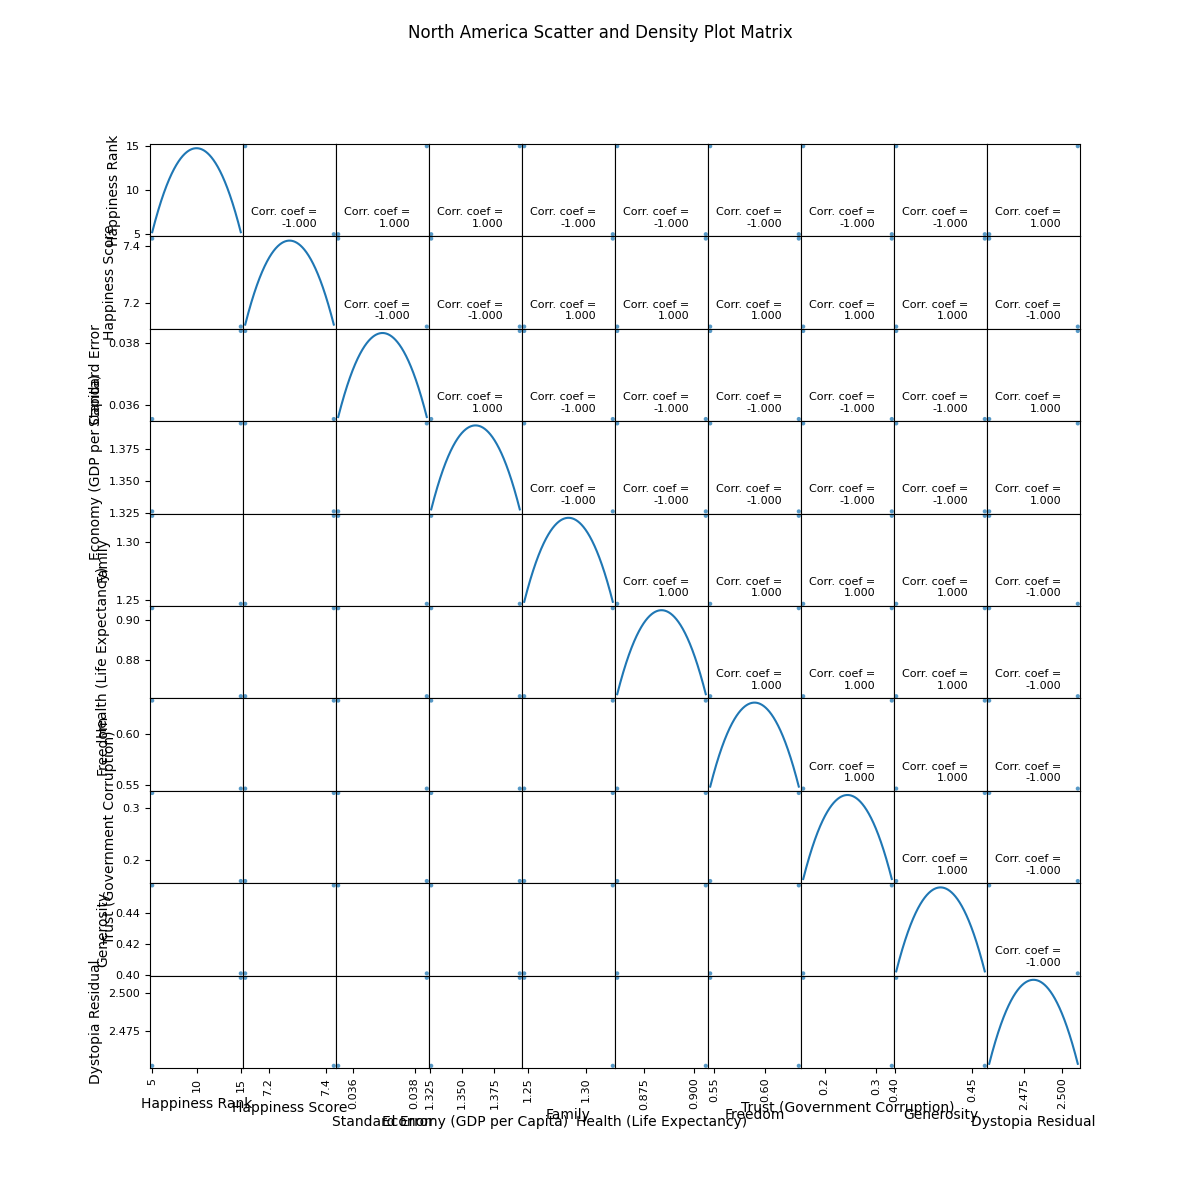 North America Scatter and Density Plot Matrix
Happiness Rank
15
10
5
Corr. coef =
-1.000
Corr. coef =
1.000
Corr. coef =
1.000
Corr. coef =
-1.000
Corr. coef =
-1.000
Corr. coef =
-1.000
Corr. coef =
-1.000
Corr. coef =
-1.000
Corr. coef =
1.000
Happiness Score
7.4
7.2
Corr. coef =
-1.000
Corr. coef =
-1.000
Corr. coef =
1.000
Corr. coef =
1.000
Corr. coef =
1.000
Corr. coef =
1.000
Corr. coef =
1.000
Corr. coef =
-1.000
Standard Error
0.038
0.036
Corr. coef =
1.000
Corr. coef =
-1.000
Corr. coef =
-1.000
Corr. coef =
-1.000
Corr. coef =
-1.000
Corr. coef =
-1.000
Corr. coef =
1.000
Economy (GDP per Capita)
1.375
1.350
1.325
Corr. coef =
-1.000
Corr. coef =
-1.000
Corr. coef =
-1.000
Corr. coef =
-1.000
Corr. coef =
-1.000
Corr. coef =
1.000
Family
1.30
1.25
Corr. coef =
1.000
Corr. coef =
1.000
Corr. coef =
1.000
Corr. coef =
1.000
Corr. coef =
-1.000
Health (Life Expectancy)
0.90
0.88
Corr. coef =
1.000
Corr. coef =
1.000
Corr. coef =
1.000
Corr. coef =
-1.000
Freedom
0.60
0.55
Corr. coef =
1.000
Corr. coef =
1.000
Corr. coef =
-1.000
Trust (Government Corruption)
0.3
0.2
Corr. coef =
1.000
Corr. coef =
-1.000
Generosity
0.44
0.42
0.40
Corr. coef =
-1.000
Dystopia Residual
2.500
2.475
5
10
15
7.2
7.4
0.036
0.038
1.325
1.350
1.375
1.25
1.30
0.875
0.900
0.55
0.60
0.2
0.3
0.40
0.45
2.475
2.500
Happiness Rank
Happiness Score
Standard Error
Economy (GDP per Capita)
Family
Health (Life Expectancy)
Freedom
Trust (Government Corruption)
Generosity
Dystopia Residual